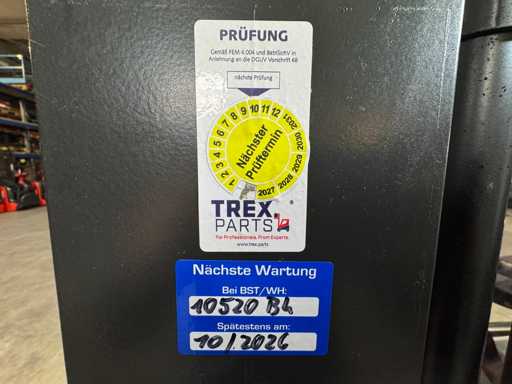 PRÜFUNG
Gemäß FEM 4.004 und BetrSichV in
Anlehnung an die DGUV Vorschrift 68
nächste Prüfung
1 2 3 4 5 6 7 8 9 10 11 12
2031 2030 2029 2028 2027
Nächster
Prüftermin
TREX.
PARTS
For Professionals. From Experts.
www.trex.parts
Nächste Wartung
Bei BST/WH:
10520 B4
Spätestens am:
10/2026